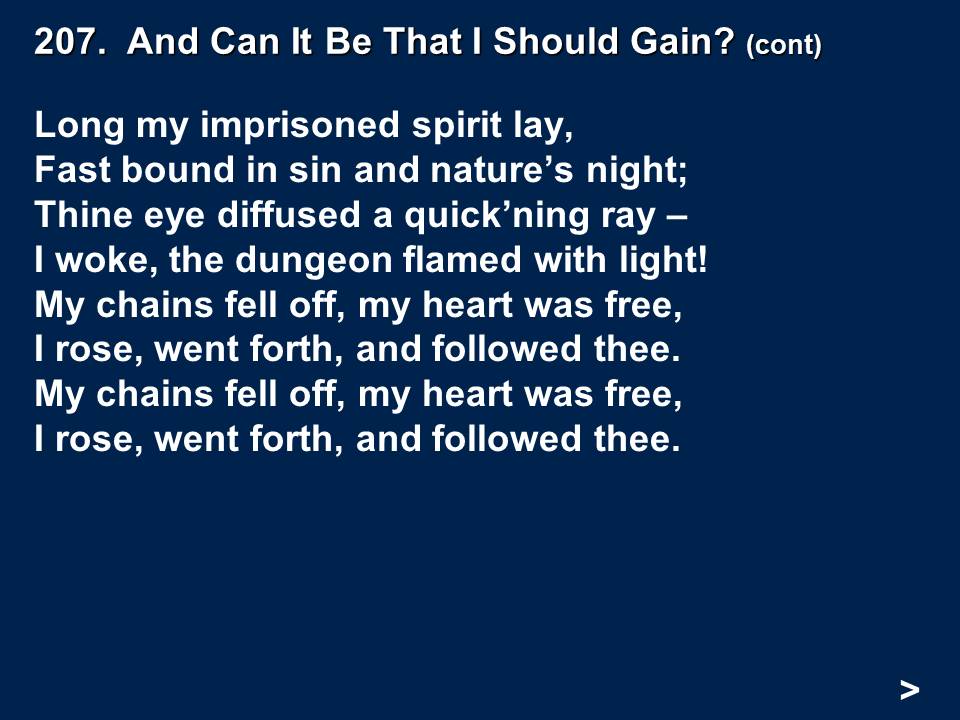 207.  And Can It Be That I Should Gain? (cont)
Long my imprisoned spirit lay,
Fast bound in sin and nature’s night;
Thine eye diffused a quick’ning ray –
I woke, the dungeon flamed with light!
My chains fell off, my heart was free,
I rose, went forth, and followed thee.
My chains fell off, my heart was free,
I rose, went forth, and followed thee.
>